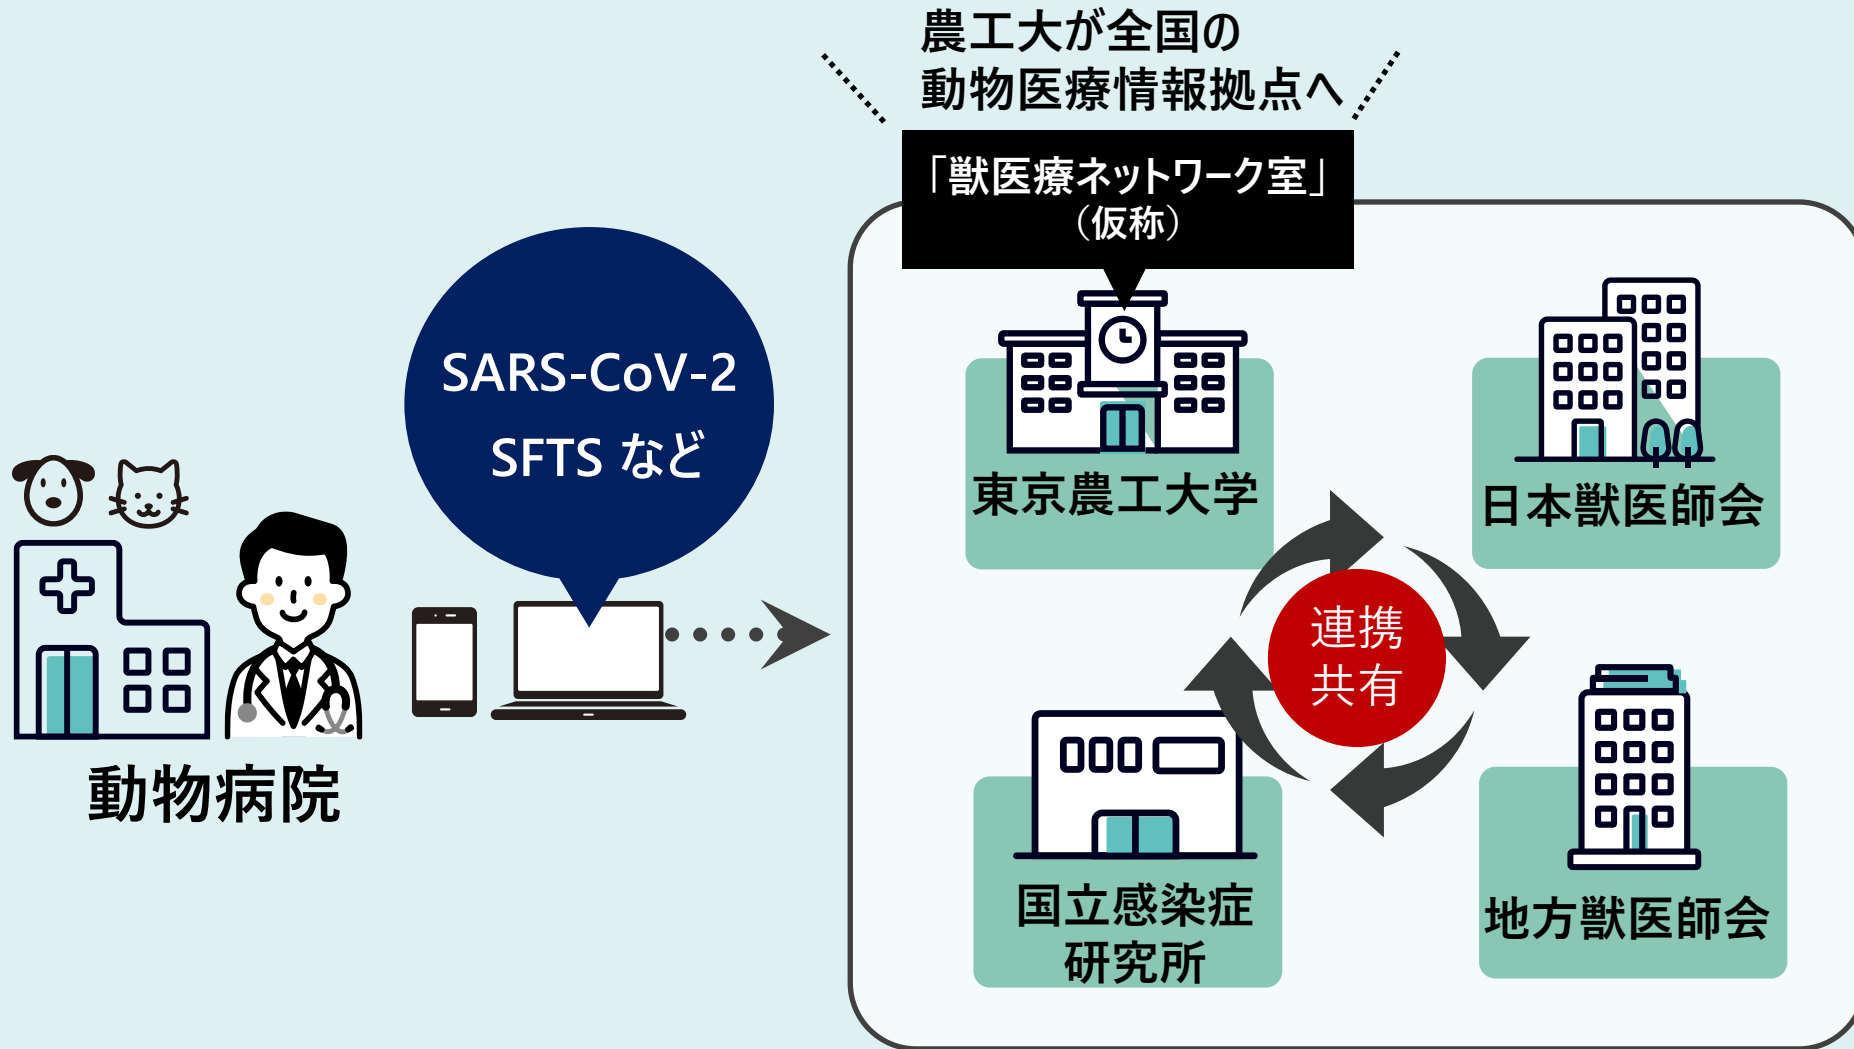 農工大が全国の
動物医療情報拠点へ
「獣医療ネットワーク室」
（仮称）
SARS-CoV-2
SFTS など
動物病院
東京農工大学
日本獣医師会
連携
共有
国立感染症
研究所
地方獣医師会